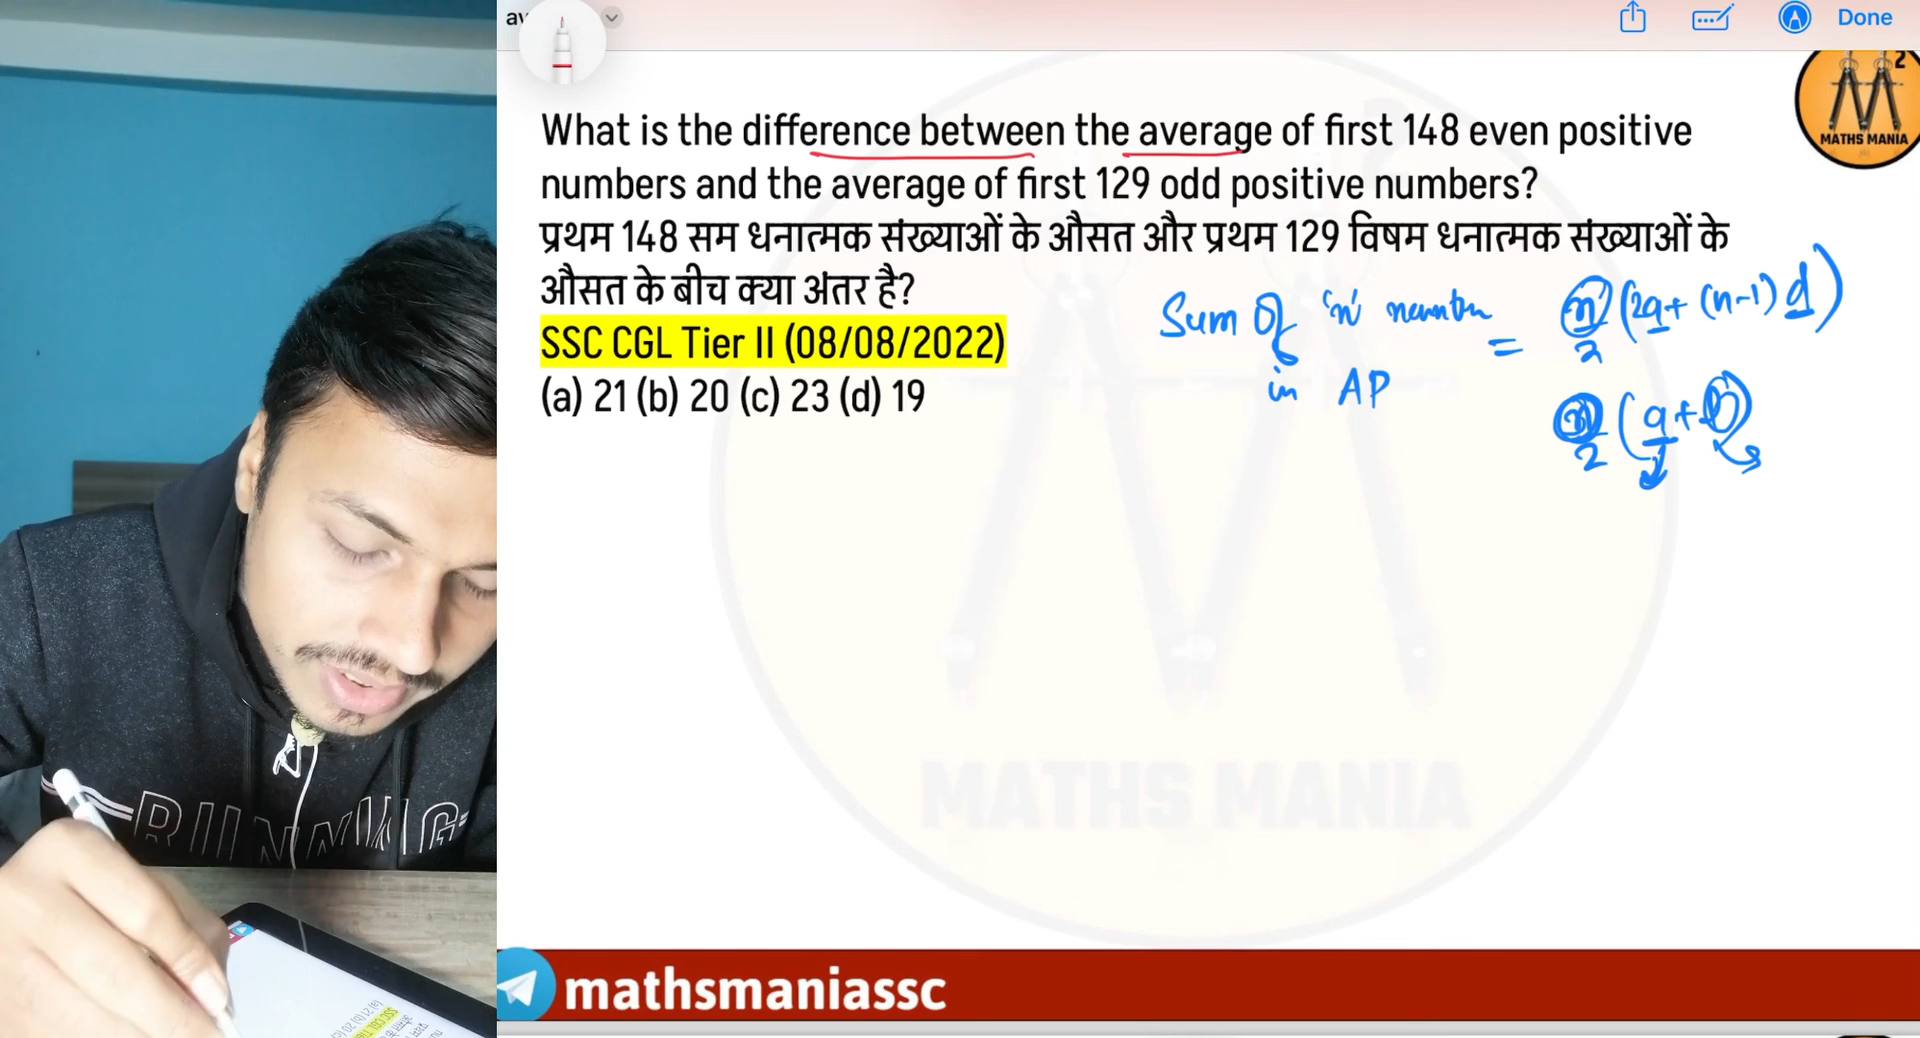 av
Done
2
MATHS MANIA
What is the difference between the average of first 148 even positive
numbers and the average of first 129 odd positive numbers?
प्रथम 148 सम धनात्मक संख्याओं के औसत और प्रथम 129 विषम धनात्मक संख्याओं के
औसत के बीच क्या अंतर है?
SSC CGL Tier II (08/08/2022)
(a) 21 (b) 20 (c) 23 (d) 19
Sum Of 'n' = n/2 (2a + (n-1) d)
in AP
n/2 (a + l)
MATHS MANIA
RUNNING
mathsmaniassc